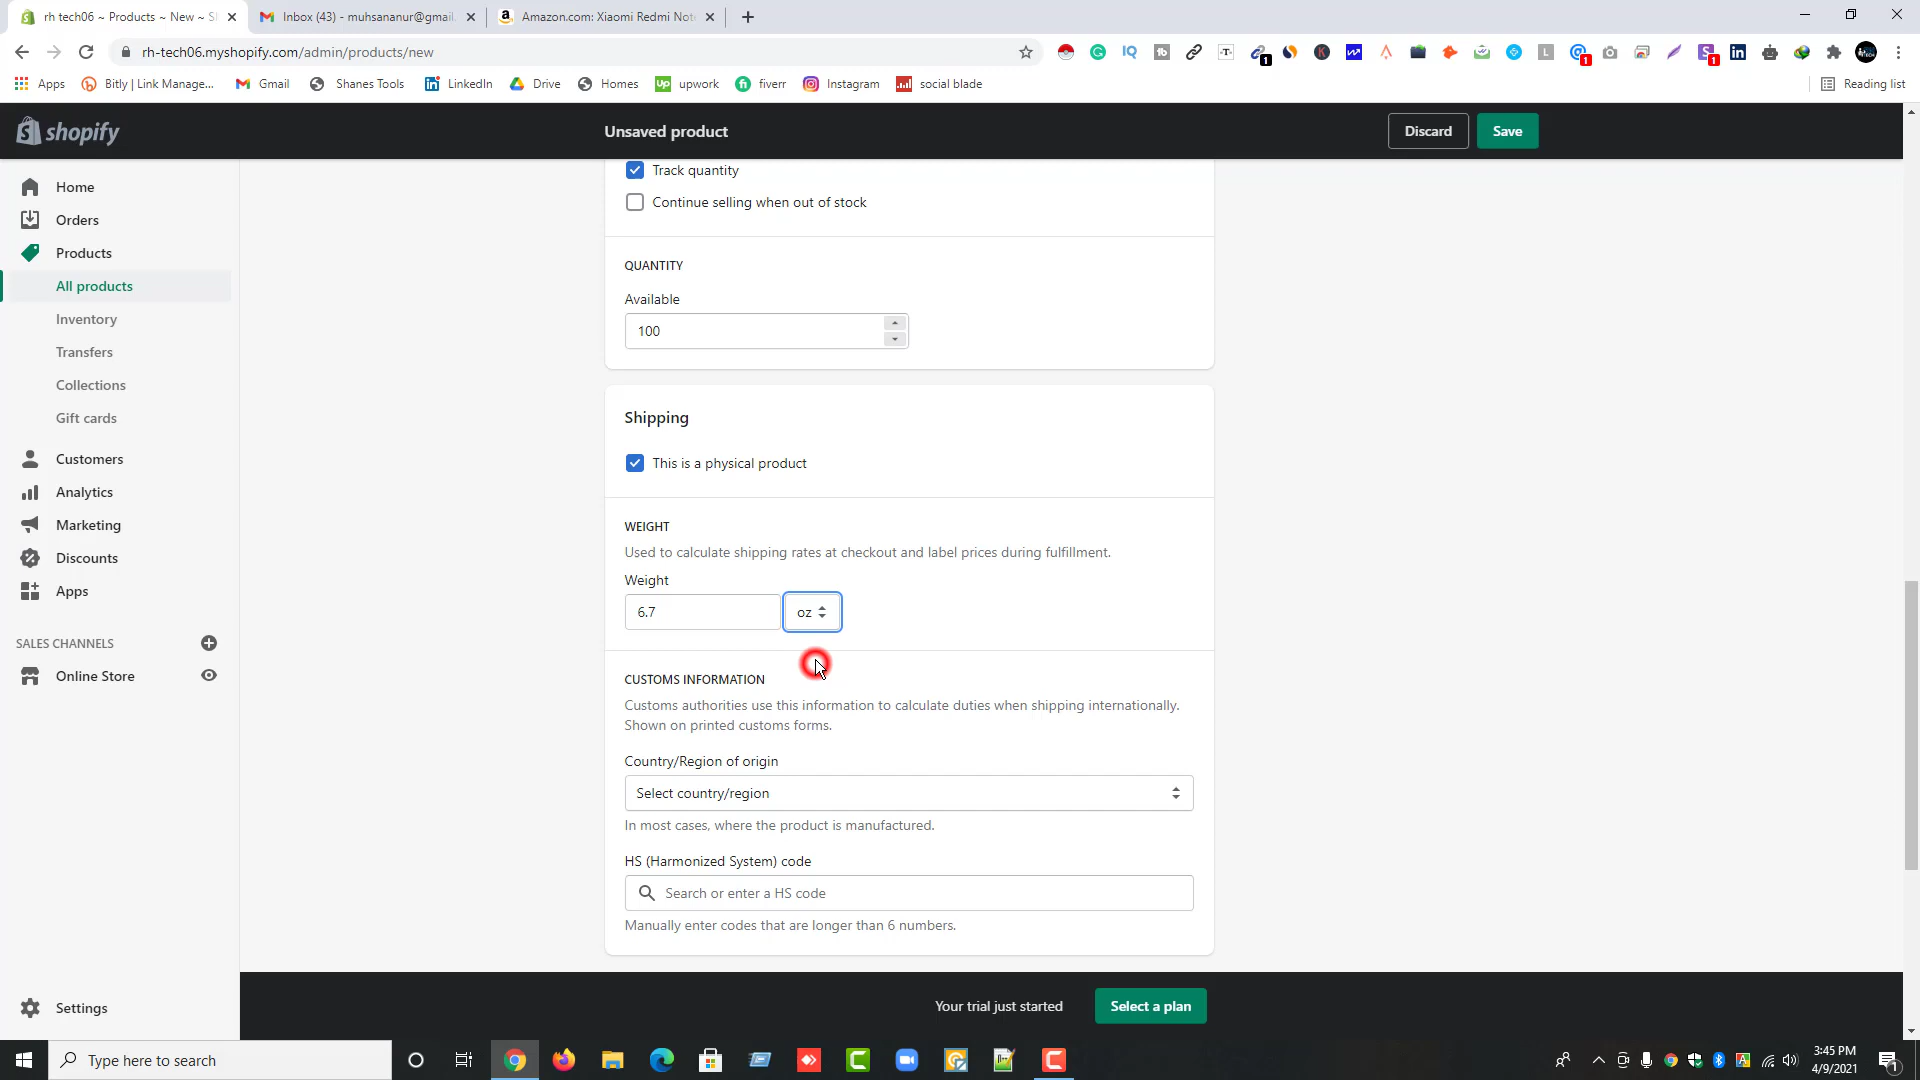 rh tech06 ~ Products ~ New ~ S
Inbox (43) - muhsananur@gmail.
Amazon.com: Xiaomi Redmi Not
rh-tech06.myshopify.com/admin/products/new
Apps
Bitly | Link Manage...
Gmail
Shanes Tools
LinkedIn
Drive
Homes
upwork
fiverr
Instagram
social blade
Reading list
shopify
Unsaved product
Discard
Save
Home
Orders
Products
All products
Inventory
Transfers
Collections
Gift cards
Customers
Analytics
Marketing
Discounts
Apps
SALES CHANNELS
Online Store
Settings
Track quantity
Continue selling when out of stock
QUANTITY
Available
100
Shipping
This is a physical product
WEIGHT
Used to calculate shipping rates at checkout and label prices during fulfillment.
Weight
6.7
oz
CUSTOMS INFORMATION
Customs authorities use this information to calculate duties when shipping internationally.
Shown on printed customs forms.
Country/Region of origin
Select country/region
In most cases, where the product is manufactured.
HS (Harmonized System) code
Search or enter a HS code
Manually enter codes that are longer than 6 numbers.
Your trial just started
Select a plan
Type here to search
3:45 PM
4/9/2021